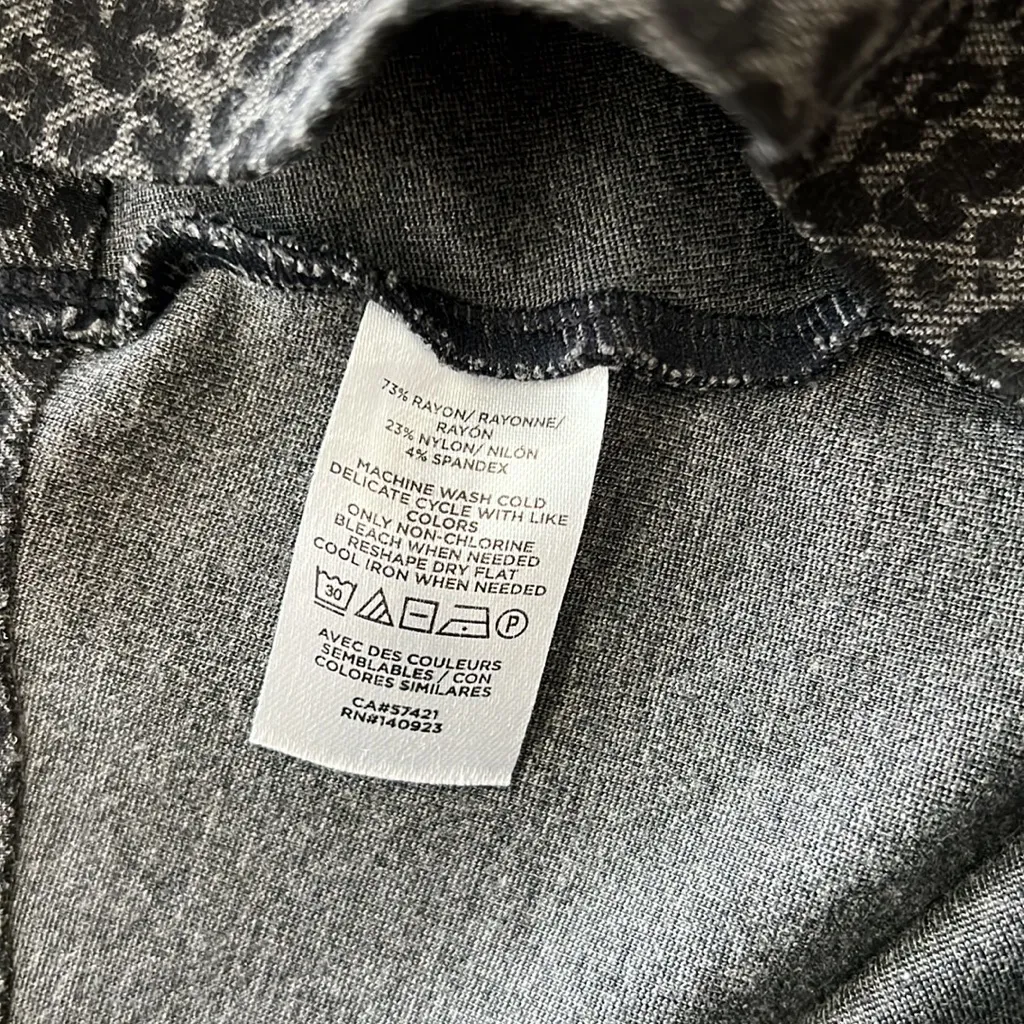 73% RAYON/ RAYONNE/
RAYÓN
23% NYLON/ NILÓN
4% SPANDEX
MACHINE WASH COLD
DELICATE CYCLE WITH LIKE
COLORS
ONLY NON-CHLORINE
BLEACH WHEN NEEDED
RESHAPE DRY FLAT
COOL IRON WHEN NEEDED
30 P
AVEC DES COULEURS
SEMBLABLES / CON
COLORES SIMILARES
CA#57421
RN#140923